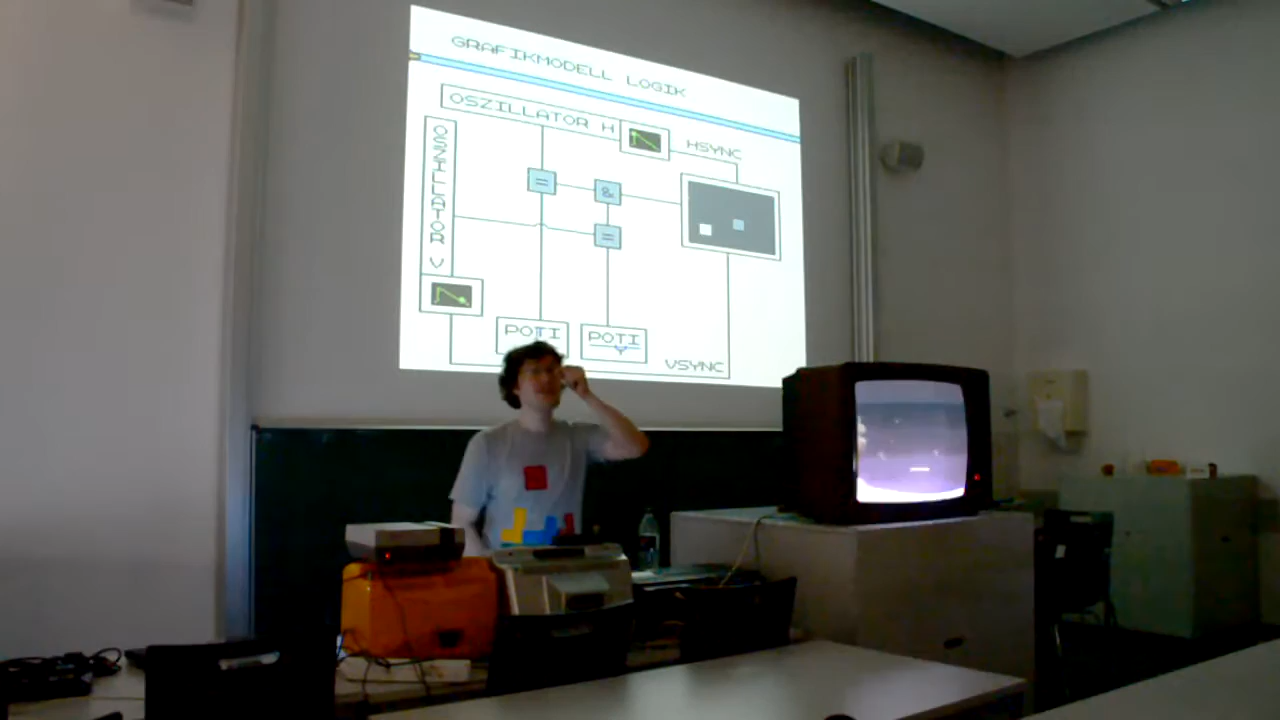 GRAFIKMODELL LOGIK
OSZILLATOR H
HSYNC
OSZILLATOR V
=
&
=
POTI
POTI
Y
VSYNC